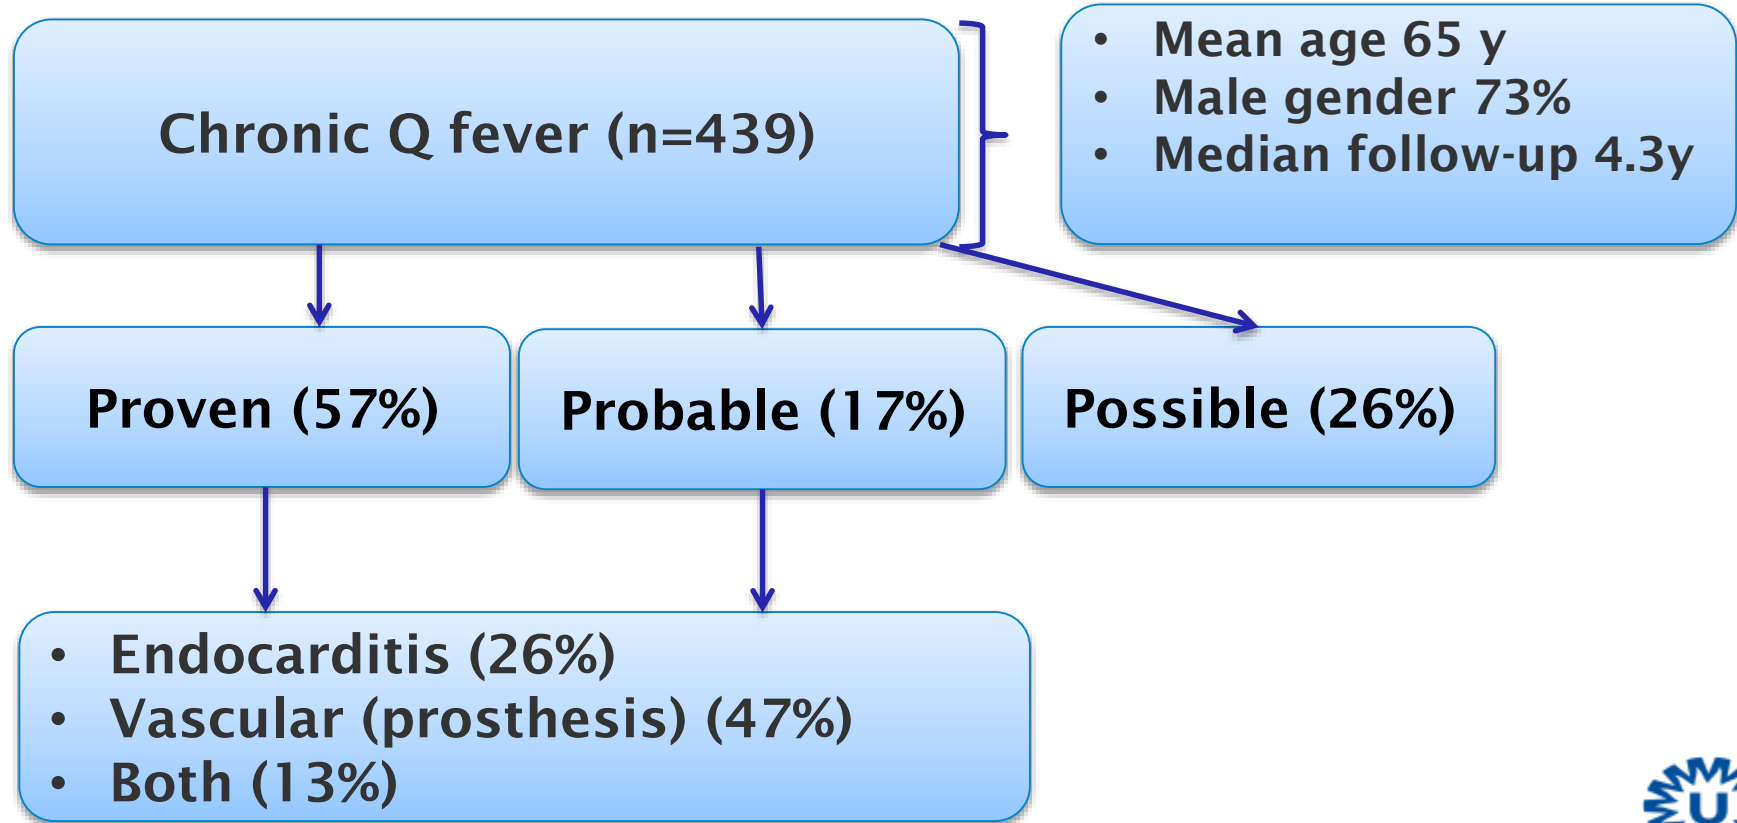 Chronic Q fever (n=439)
• Mean age 65 y
• Male gender 73%
• Median follow-up 4.3y
Proven (57%)
Probable (17%)
Possible (26%)
• Endocarditis (26%)
• Vascular (prosthesis) (47%)
• Both (13%)
U